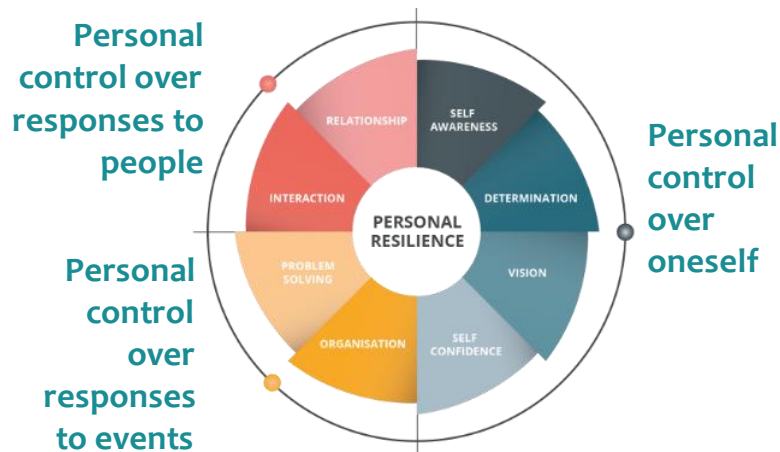 Personal
control over
responses to
people
RELATIONSHIP
SELF
AWARENESS
INTERACTION
DETERMINATION
PERSONAL
RESILIENCE
PROBLEM
SOLVING
VISION
ORGANISATION
SELF
CONFIDENCE
Personal
control
over
oneself
Personal
control
over
responses
to events